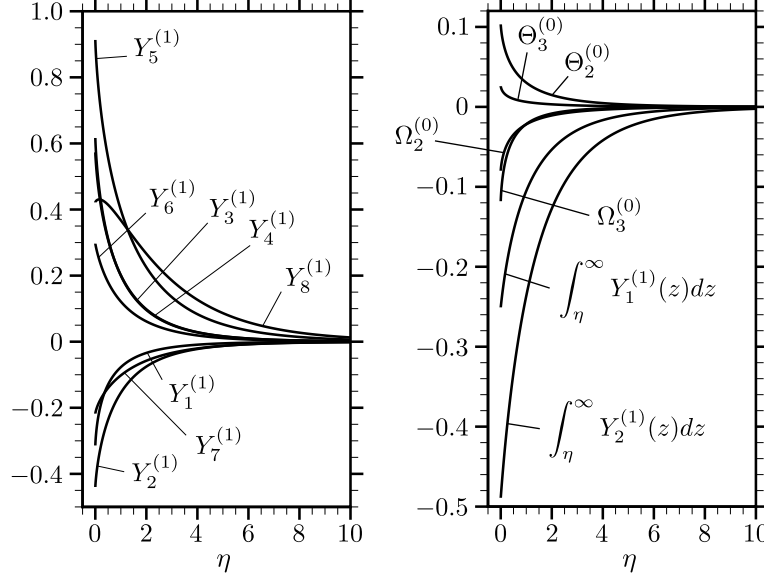 1.0
0.8
0.6
0.4
0.2
0
−0.2
−0.4
0 2 4 6 8 10
η
Y₅⁽¹⁾
Y₆⁽¹⁾
Y₃⁽¹⁾
Y₄⁽¹⁾
Y₈⁽¹⁾
Y₁⁽¹⁾
Y₇⁽¹⁾
Y₂⁽¹⁾
0.1
0
−0.1
−0.2
−0.3
−0.4
−0.5
0 2 4 6 8 10
η
Θ₃⁽⁰⁾
Θ₂⁽⁰⁾
Ω₂⁽⁰⁾
Ω₃⁽⁰⁾
∫_η^∞ Y₁⁽¹⁾(z)dz
∫_η^∞ Y₂⁽¹⁾(z)dz